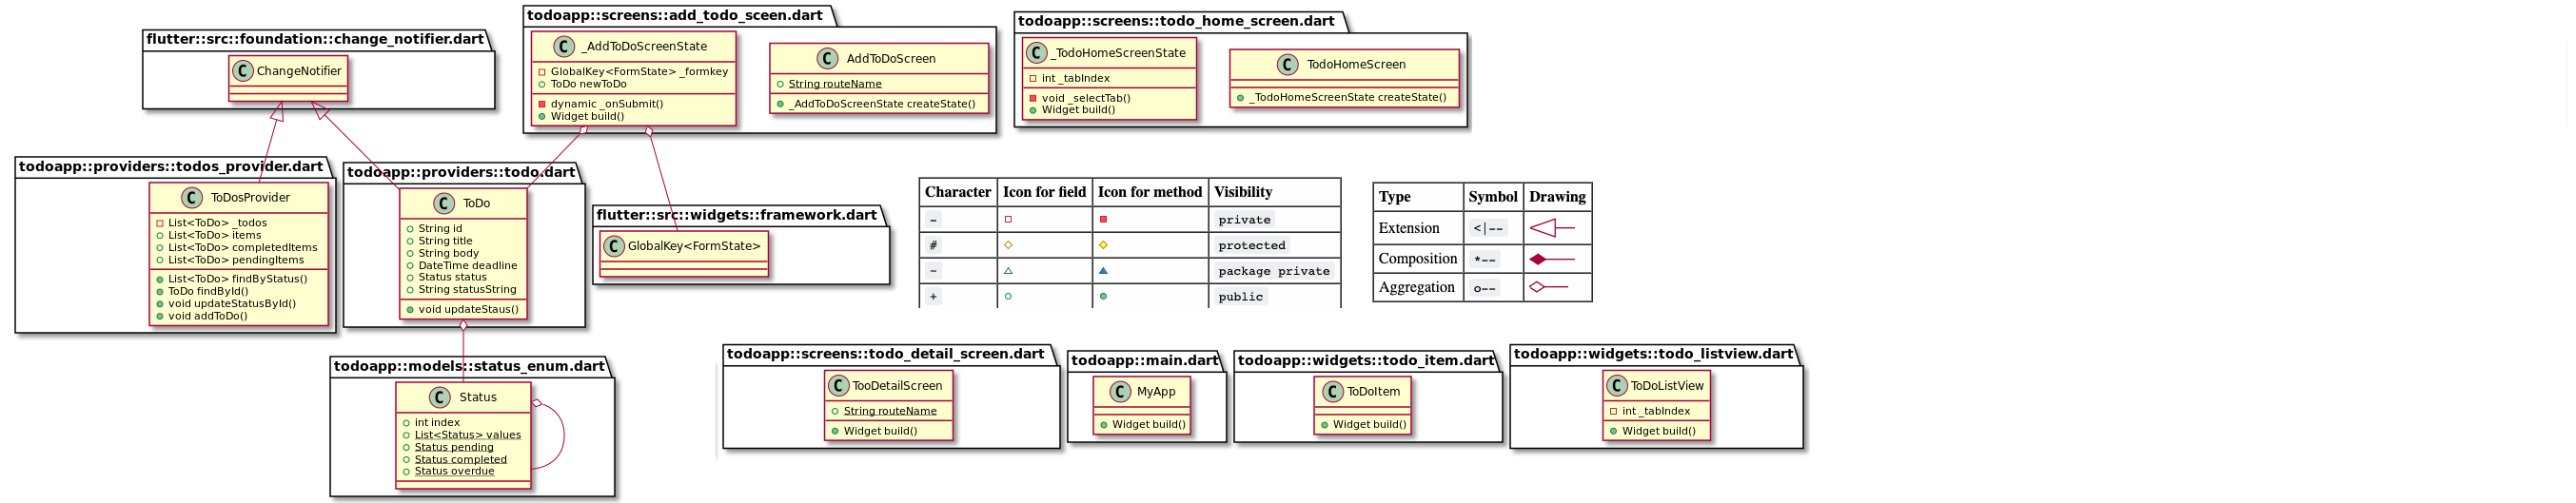 flutter::src::foundation::change_notifier.dart
C ChangeNotifier
todoapp::screens::add_todo_sceen.dart
C _AddToDoScreenState
GlobalKey<FormState> _formkey
ToDo newToDo
dynamic _onSubmit()
Widget build()
C AddToDoScreen
String routeName
_AddToDoScreenState createState()
todoapp::screens::todo_home_screen.dart
C _TodoHomeScreenState
int _tabIndex
void _selectTab()
Widget build()
C TodoHomeScreen
_TodoHomeScreenState createState()
todoapp::providers::todos_provider.dart
C ToDosProvider
List<ToDo> _todos
List<ToDo> items
List<ToDo> completedItems
List<ToDo> pendingItems
List<ToDo> findByStatus()
ToDo findById()
void updateStatusById()
void addToDo()
todoapp::providers::todo.dart
C ToDo
String id
String title
String body
DateTime deadline
Status status
String statusString
void updateStaus()
flutter::src::widgets::framework.dart
C GlobalKey<FormState>
Character Icon for field Icon for method Visibility
- private
# protected
~ package private
+ public
Type Symbol Drawing
Extension <|--
Composition *--
Aggregation o--
todoapp::models::status_enum.dart
C Status
int index
List<Status> values
Status pending
Status completed
Status overdue
todoapp::screens::todo_detail_screen.dart
C TooDetailScreen
String routeName
Widget build()
todoapp::main.dart
C MyApp
Widget build()
todoapp::widgets::todo_item.dart
C ToDoItem
Widget build()
todoapp::widgets::todo_listview.dart
C ToDoListView
int _tabIndex
Widget build()